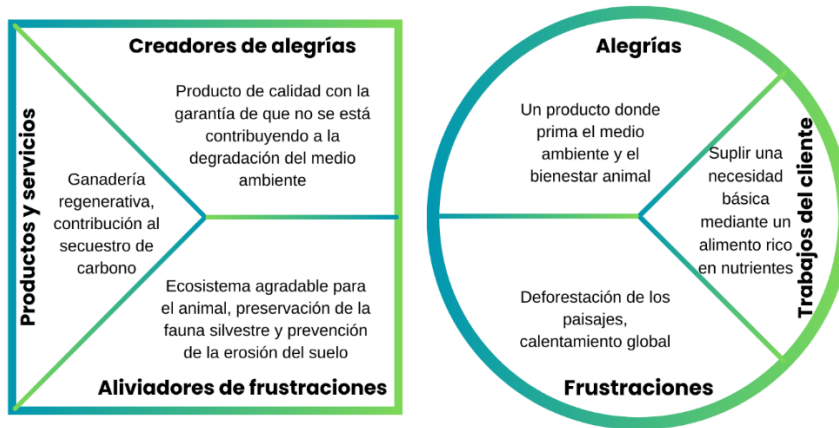 Creadores de alegrías
Producto de calidad con la
garantía de que no se está
contribuyendo a la
degradación del medio
ambiente
Productos y servicios
Ganadería
regenerativa,
contribución al
secuestro de
carbono
Ecosistema agradable para
el animal, preservación de la
fauna silvestre y prevención
de la erosión del suelo
Aliviadores de frustraciones
Alegrías
Un producto donde
prima el medio
ambiente y el
bienestar animal
Suplir una
necesidad
básica
mediante un
alimento rico
en nutrientes
Trabajos del cliente
Deforestación de los
paisajes,
calentamiento global
Frustraciones